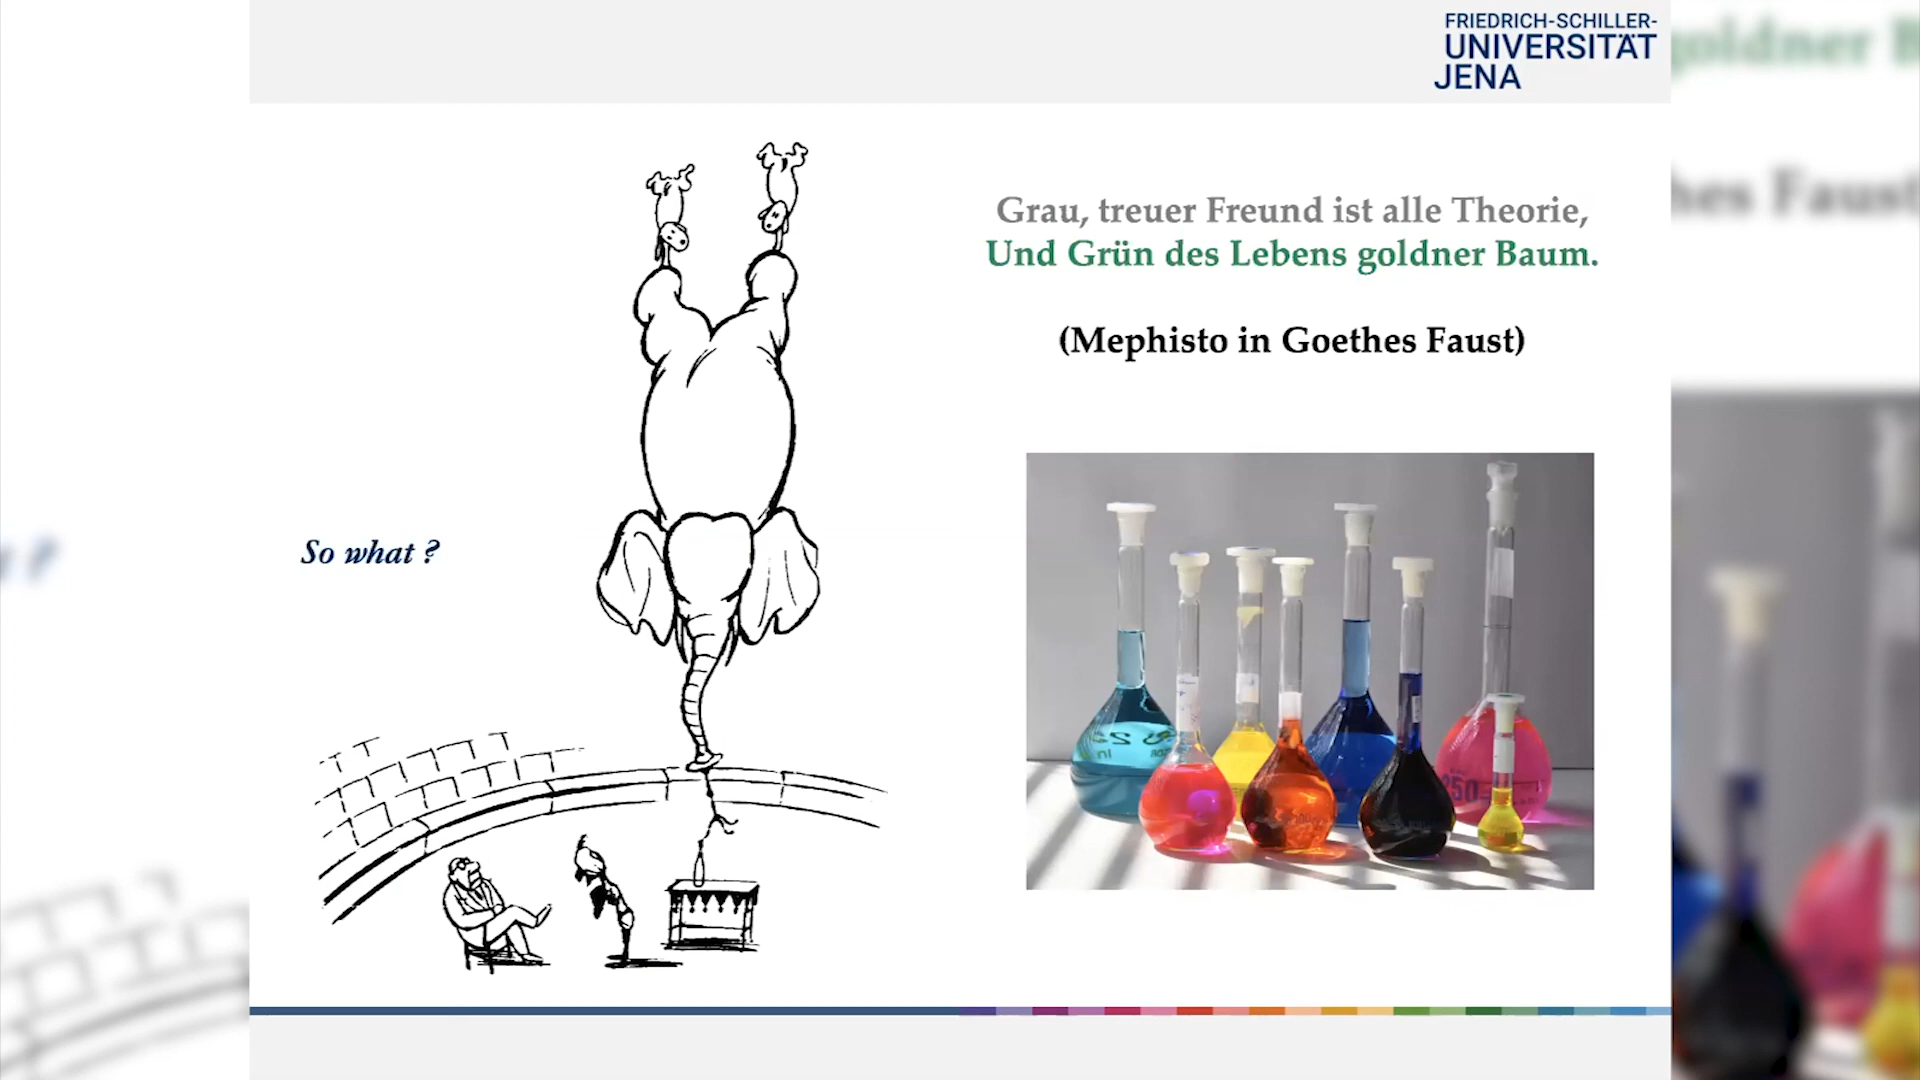 FRIEDRICH-SCHILLER-
UNIVERSITÄT
JENA
Grau, treuer Freund ist alle Theorie,
Und Grün des Lebens goldner Baum.
(Mephisto in Goethes Faust)
So what ?
250